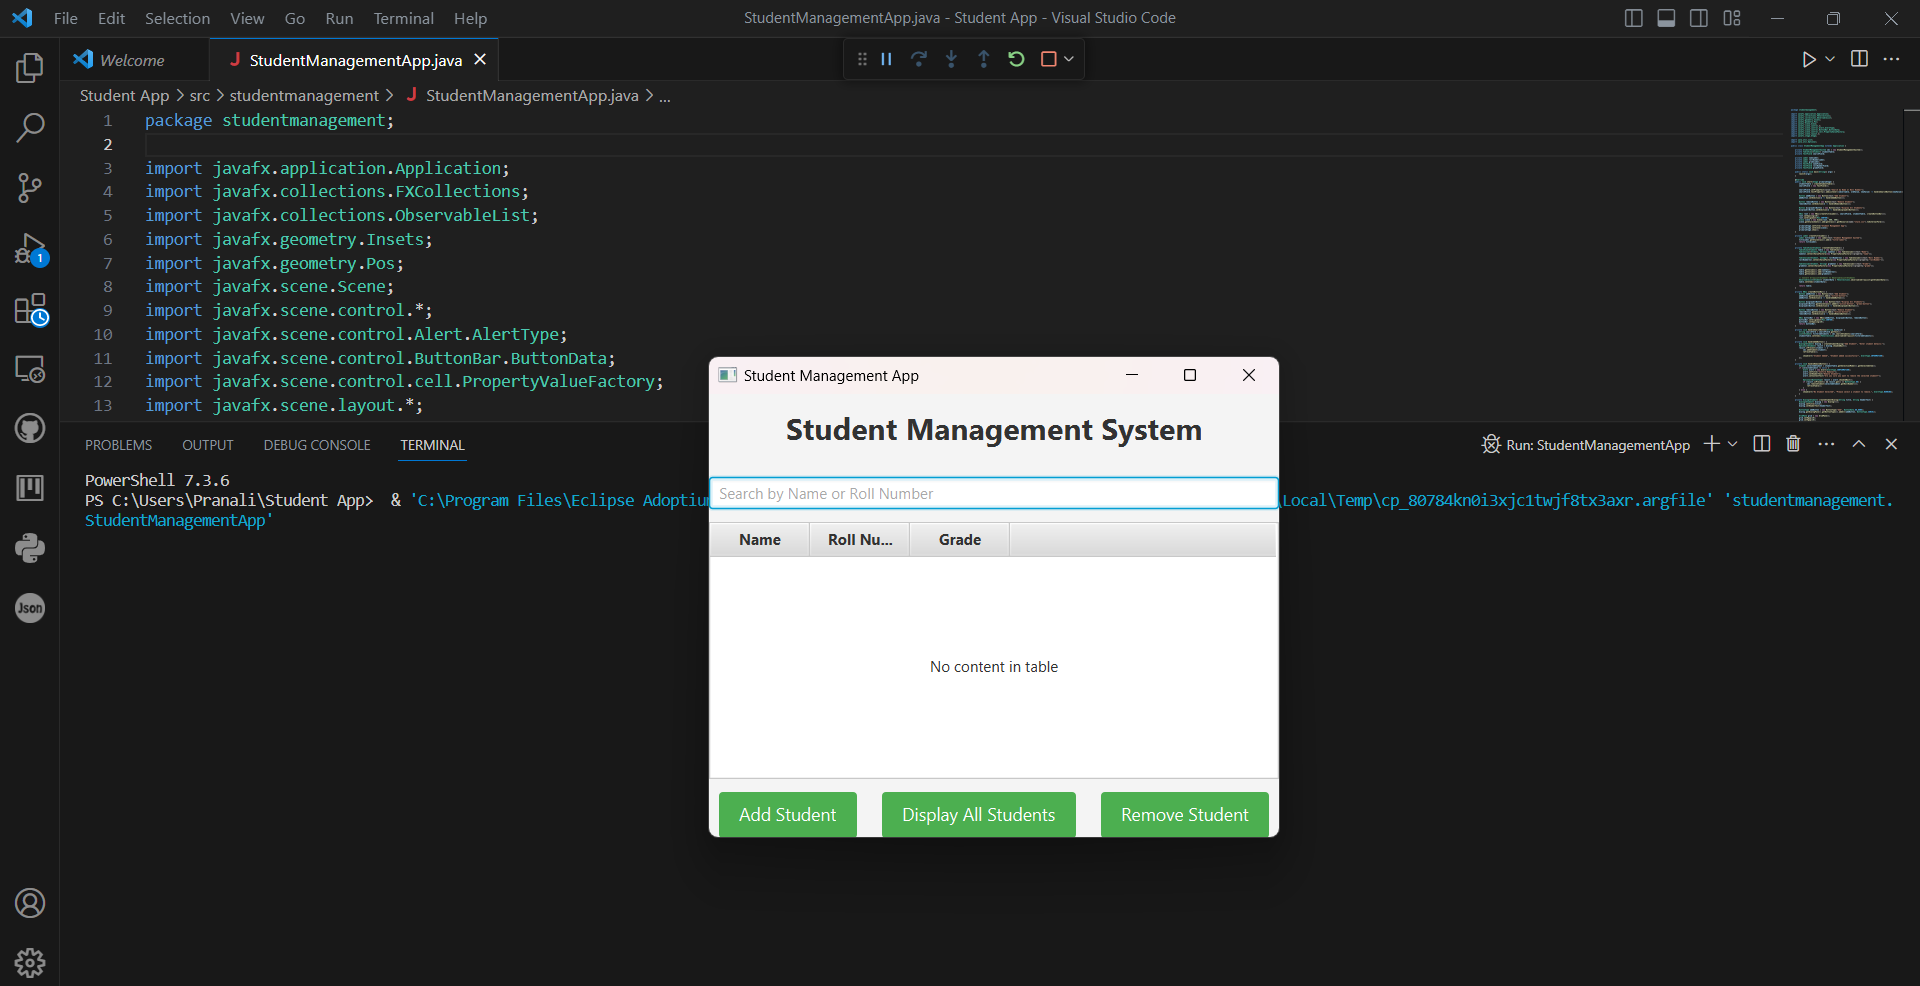 File Edit Selection View Go Run Terminal Help
StudentManagementApp.java - Student App - Visual Studio Code
Welcome
J StudentManagementApp.java
Student App > src > studentmanagement > J StudentManagementApp.java > ...
1 package studentmanagement;
2
3 import javafx.application.Application;
4 import javafx.collections.FXCollections;
5 import javafx.collections.ObservableList;
6 import javafx.geometry.Insets;
7 import javafx.geometry.Pos;
8 import javafx.scene.Scene;
9 import javafx.scene.control.*;
10 import javafx.scene.control.Alert.AlertType;
11 import javafx.scene.control.ButtonBar.ButtonData;
12 import javafx.scene.control.cell.PropertyValueFactory;
13 import javafx.scene.layout.*;
1
Json
PROBLEMS OUTPUT DEBUG CONSOLE TERMINAL
Run: StudentManagementApp
PowerShell 7.3.6
PS C:\Users\Pranali\Student App> & 'C:\Program Files\Eclipse Adoptiu
\Local\Temp\cp_80784kn0i3xjc1twjf8tx3axr.argfile' 'studentmanagement.
StudentManagementApp'
Student Management App
Student Management System
Search by Name or Roll Number
Name Roll Nu... Grade
No content in table
Add Student Display All Students Remove Student